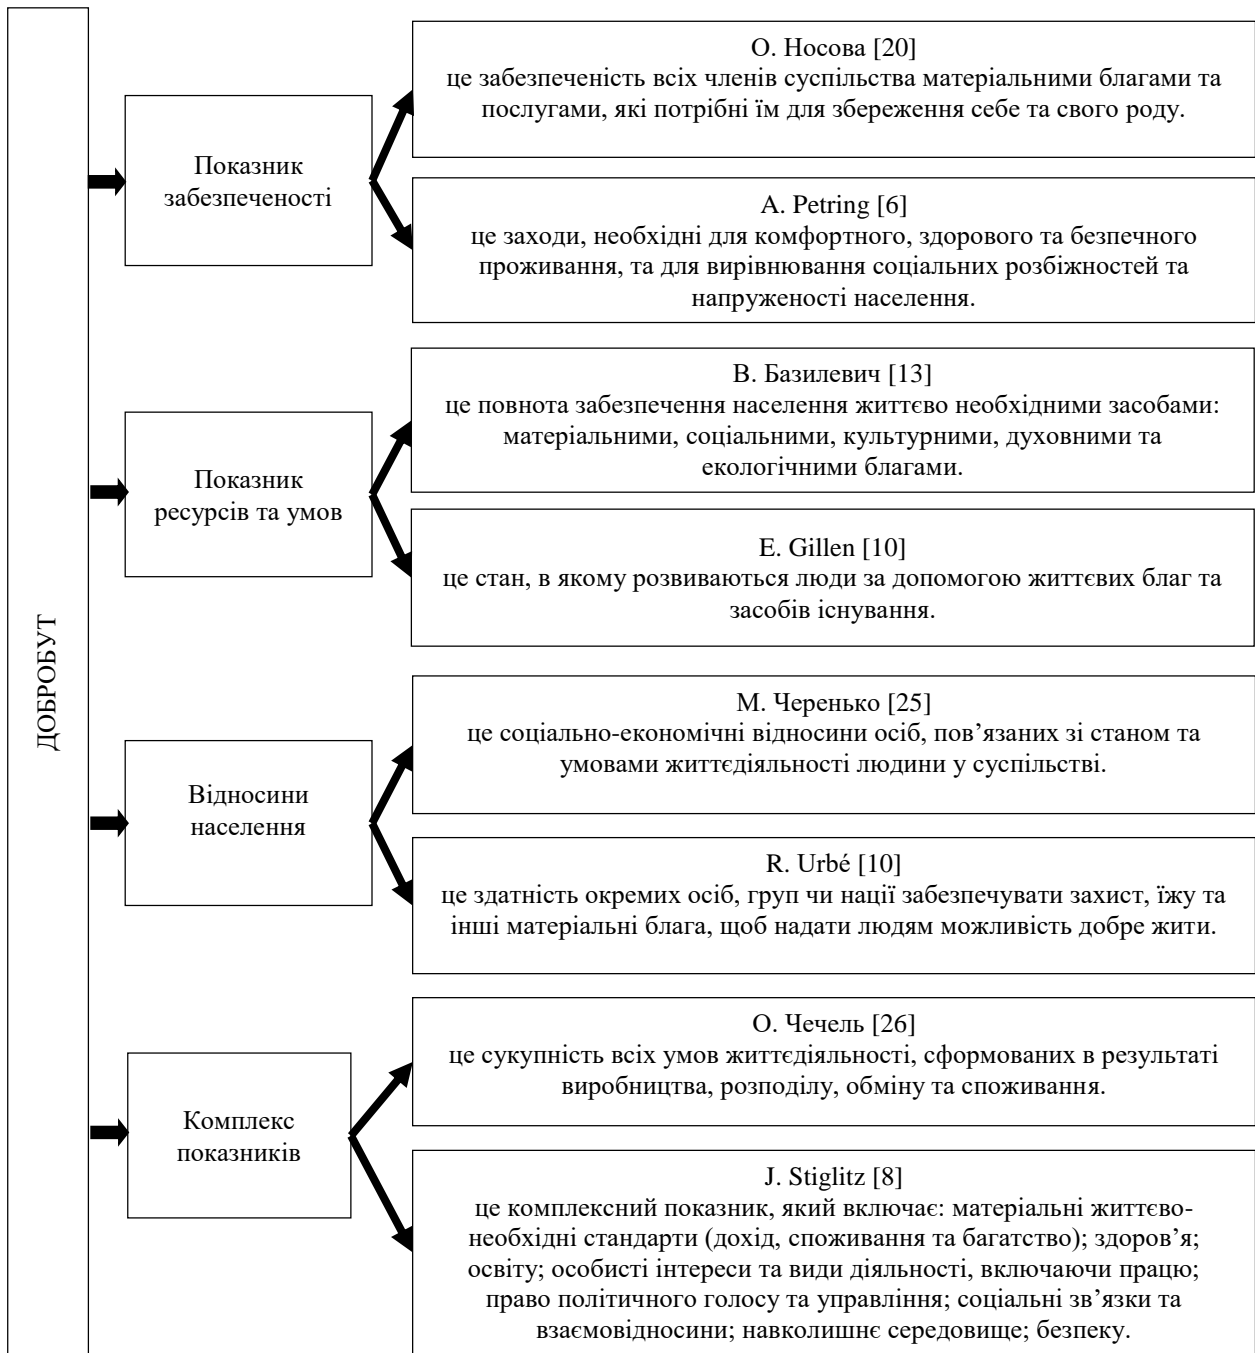 ДОБРОБУТ
Показник
забезпеченості
О. Носова [20]
це забезпеченість всіх членів суспільства матеріальними благами та
послугами, які потрібні їм для збереження себе та свого роду.
A. Petring [6]
це заходи, необхідні для комфортного, здорового та безпечного
проживання, та для вирівнювання соціальних розбіжностей та
напруженості населення.
Показник
ресурсів та умов
В. Базилевич [13]
це повнота забезпечення населення життєво необхідними засобами:
матеріальними, соціальними, культурними, духовними та
екологічними благами.
E. Gillen [10]
це стан, в якому розвиваються люди за допомогою життєвих благ та
засобів існування.
Відносини
населення
М. Черенько [25]
це соціально-економічні відносини осіб, пов’язаних зі станом та
умовами життєдіяльності людини у суспільстві.
R. Urbé [10]
це здатність окремих осіб, груп чи нації забезпечувати захист, їжу та
інші матеріальні блага, щоб надати людям можливість добре жити.
Комплекс
показників
О. Чечель [26]
це сукупність всіх умов життєдіяльності, сформованих в результаті
виробництва, розподілу, обміну та споживання.
J. Stiglitz [8]
це комплексний показник, який включає: матеріальні життєво-
необхідні стандарти (дохід, споживання та багатство); здоров’я;
освіту; особисті інтереси та види діяльності, включаючи працю;
право політичного голосу та управління; соціальні зв’язки та
взаємовідносини; навколишнє середовище; безпеку.